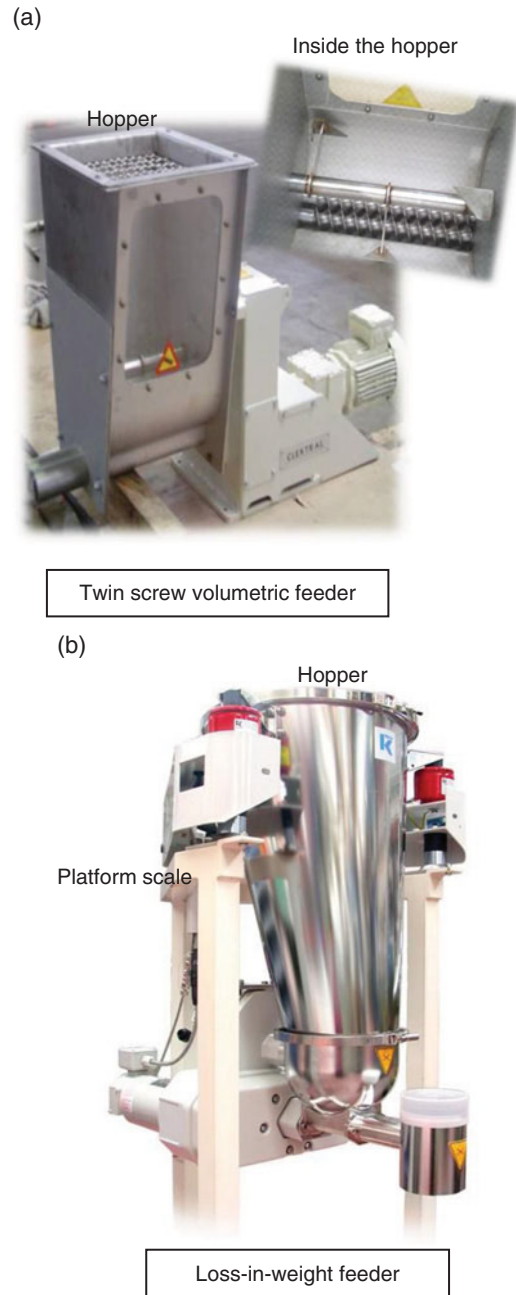 (a)
Inside the hopper
Hopper
CLEXTRAL
Twin screw volumetric feeder
(b)
Hopper
K
Platform scale
Loss-in-weight feeder